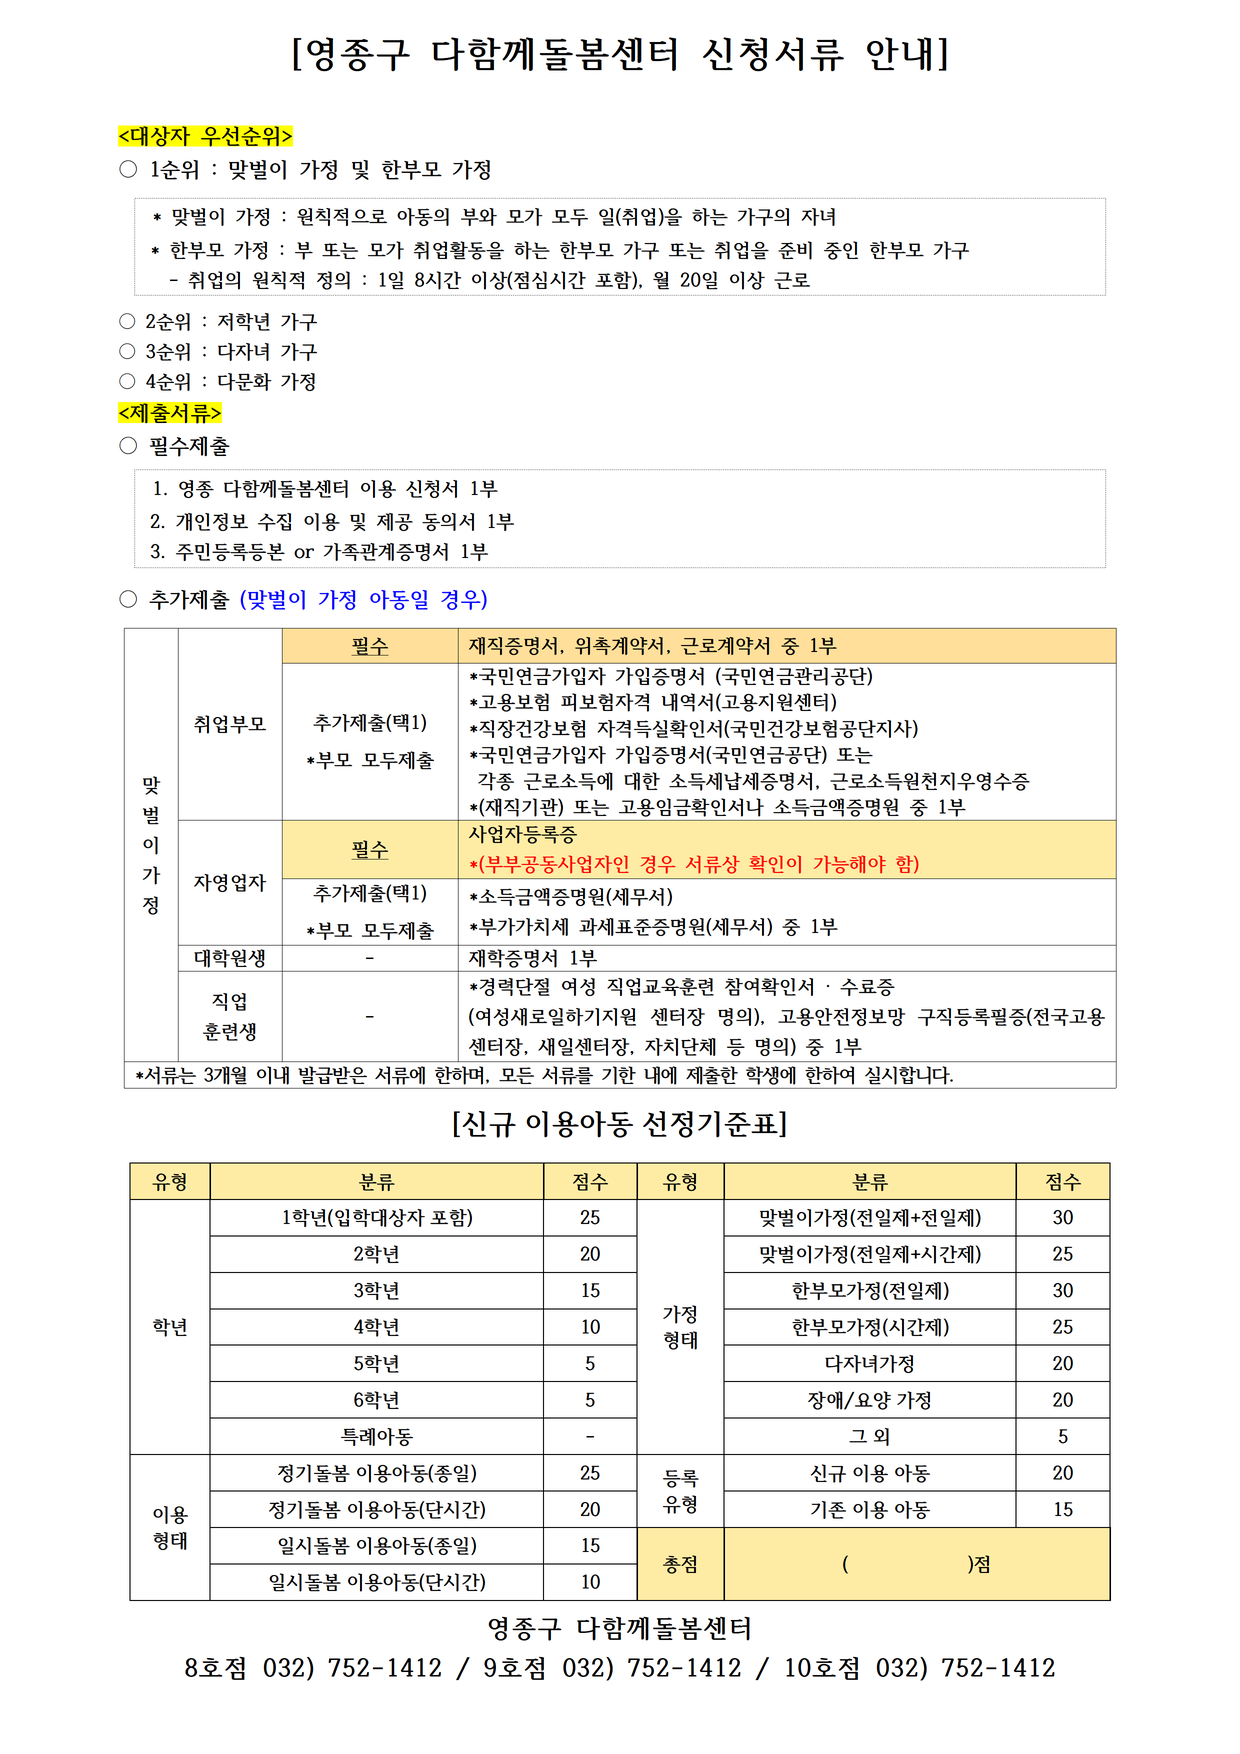 [영종구 다함께돌봄센터 신청서류 안내]
<대상자 우선순위>
○ 1순위 : 맞벌이 가정 및 한부모 가정
* 맞벌이 가정 : 원칙적으로 아동의 부와 모가 모두 일(취업)을 하는 가구의 자녀
* 한부모 가정 : 부 또는 모가 취업활동을 하는 한부모 가구 또는 취업을 준비 중인 한부모 가구
- 취업의 원칙적 정의 : 1일 8시간 이상(점심시간 포함), 월 20일 이상 근로
○ 2순위 : 저학년 가구
○ 3순위 : 다자녀 가구
○ 4순위 : 다문화 가정
<제출서류>
○ 필수제출
1. 영종 다함께돌봄센터 이용 신청서 1부
2. 개인정보 수집 이용 및 제공 동의서 1부
3. 주민등록등본 or 가족관계증명서 1부
○ 추가제출 (맞벌이 가정 아동일 경우)
맞벌이가정
취업부모
필수 재직증명서, 위촉계약서, 근로계약서 중 1부
추가제출(택1)
*부모 모두제출
*국민연금가입자 가입증명서 (국민연금관리공단)
*고용보험 피보험자격 내역서(고용지원센터)
*직장건강보험 자격득실확인서(국민건강보험공단지사)
*국민연금가입자 가입증명서(국민연금공단) 또는
각종 근로소득에 대한 소득세납세증명서, 근로소득원천지우영수증
*(재직기관) 또는 고용임금확인서나 소득금액증명원 중 1부
자영업자
필수
사업자등록증
*(부부공동사업자인 경우 서류상 확인이 가능해야 함)
추가제출(택1)
*부모 모두제출
*소득금액증명원(세무서)
*부가가치세 과세표준증명원(세무서) 중 1부
대학원생 - 재학증명서 1부
직업
훈련생
-
*경력단절 여성 직업교육훈련 참여확인서 · 수료증
(여성새로일하기지원 센터장 명의), 고용안전정보망 구직등록필증(전국고용
센터장, 새일센터장, 자치단체 등 명의) 중 1부
*서류는 3개월 이내 발급받은 서류에 한하며, 모든 서류를 기한 내에 제출한 학생에 한하여 실시합니다.
[신규 이용아동 선정기준표]
유형 분류 점수 유형 분류 점수
학년
가정
형태
1학년(입학대상자 포함) 25 맞벌이가정(전일제+전일제) 30
2학년 20 맞벌이가정(전일제+시간제) 25
3학년 15 한부모가정(전일제) 30
4학년 10 한부모가정(시간제) 25
5학년 5 다자녀가정 20
6학년 5 장애/요양 가정 20
특례아동 - 그 외 5
이용
형태
등록
유형
정기돌봄 이용아동(종일) 25 신규 이용 아동 20
정기돌봄 이용아동(단시간) 20 기존 이용 아동 15
일시돌봄 이용아동(종일) 15
일시돌봄 이용아동(단시간) 10
총점 ( )점
영종구 다함께돌봄센터
8호점 032) 752-1412 / 9호점 032) 752-1412 / 10호점 032) 752-1412